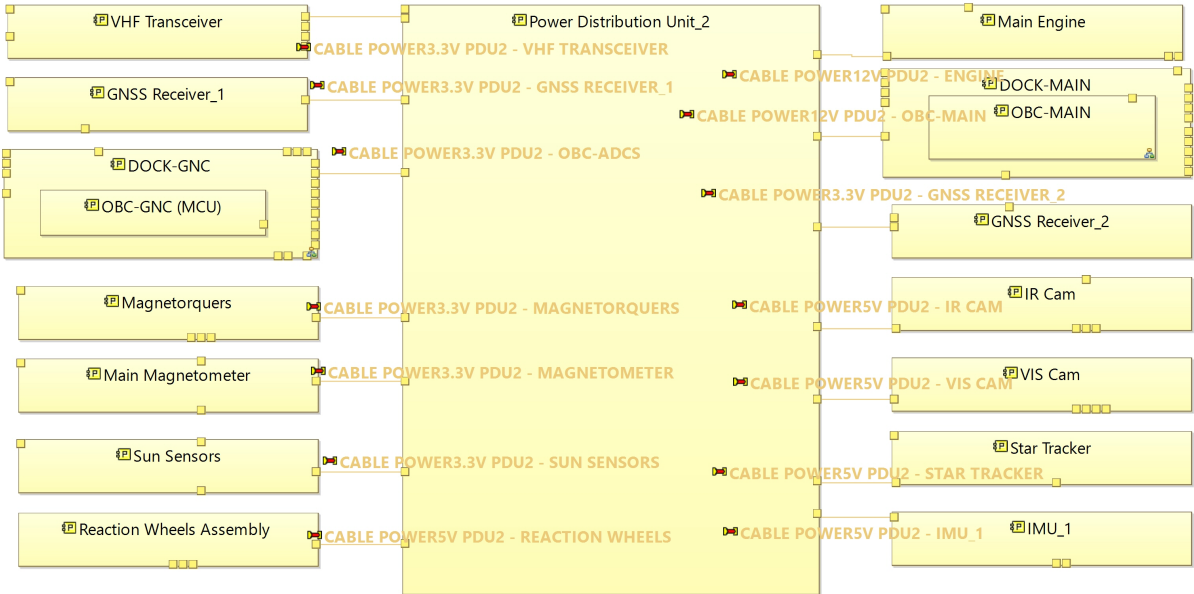 VHF Transceiver
Power Distribution Unit_2
Main Engine
CABLE POWER3.3V PDU2 - VHF TRANSCEIVER
CABLE POWER12V PDU2 - ENGINE
GNSS Receiver_1
CABLE POWER3.3V PDU2 - GNSS RECEIVER_1
DOCK-MAIN
OBC-MAIN
CABLE POWER12V PDU2 - OBC-MAIN
DOCK-GNC
CABLE POWER3.3V PDU2 - OBC-ADCS
OBC-GNC (MCU)
CABLE POWER3.3V PDU2 - GNSS RECEIVER_2
GNSS Receiver_2
Magnetorquers
CABLE POWER3.3V PDU2 - MAGNETORQUERS
IR Cam
CABLE POWER5V PDU2 - IR CAM
Main Magnetometer
CABLE POWER3.3V PDU2 - MAGNETOMETER
VIS Cam
CABLE POWER5V PDU2 - VIS CAM
Sun Sensors
CABLE POWER3.3V PDU2 - SUN SENSORS
Star Tracker
CABLE POWER5V PDU2 - STAR TRACKER
Reaction Wheels Assembly
CABLE POWER5V PDU2 - REACTION WHEELS
IMU_1
CABLE POWER5V PDU2 - IMU_1